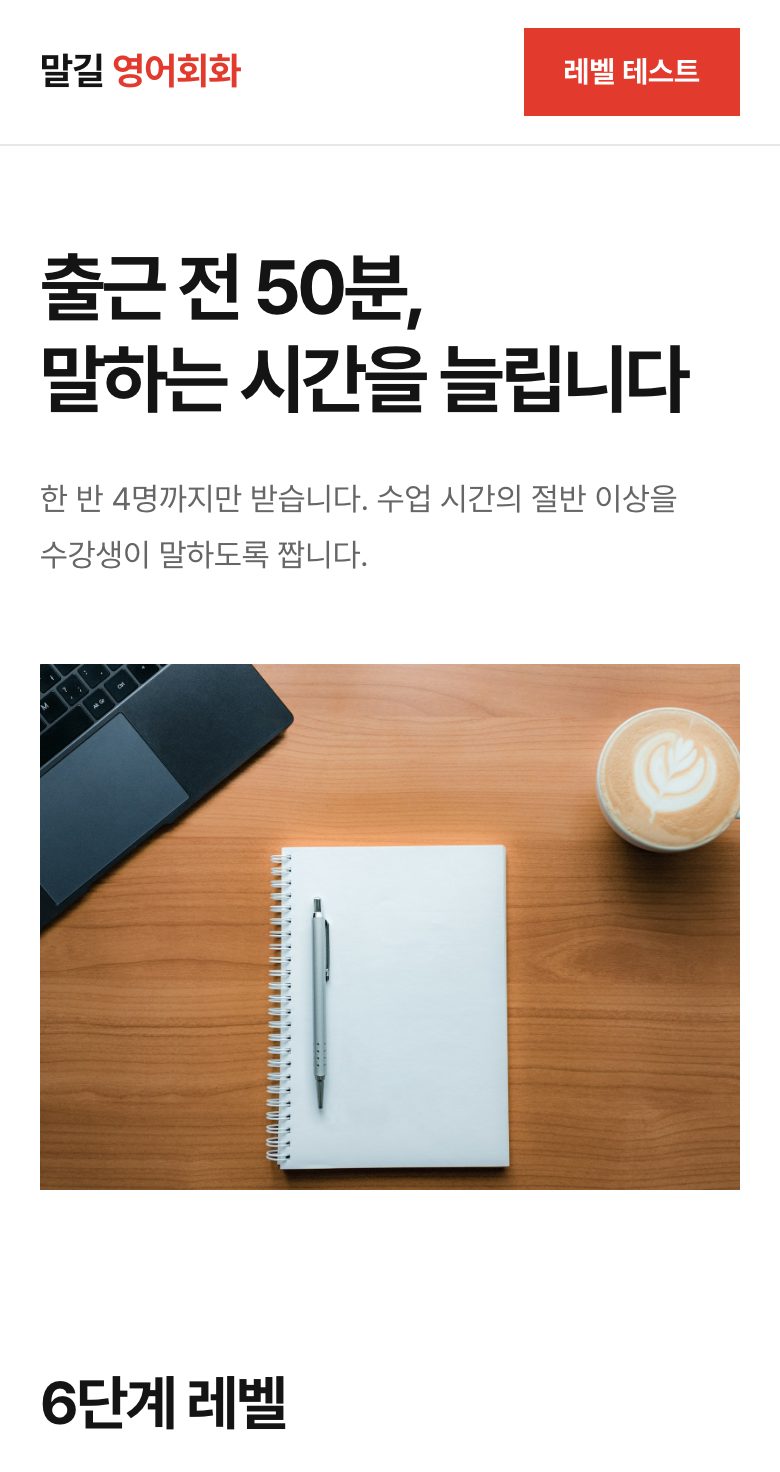 말길 영어회화
레벨 테스트
출근 전 50분,
말하는 시간을 늘립니다
한 반 4명까지만 받습니다. 수업 시간의 절반 이상을
수강생이 말하도록 짭니다.
6단계 레벨